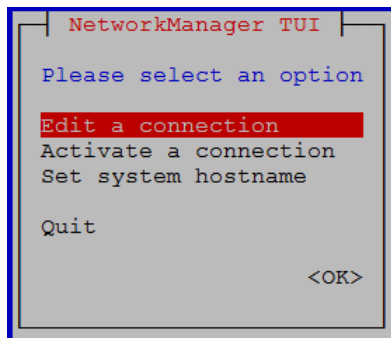 NetworkManager TUI
Please select an option
Edit a connection
Activate a connection
Set system hostname
Quit
<OK>